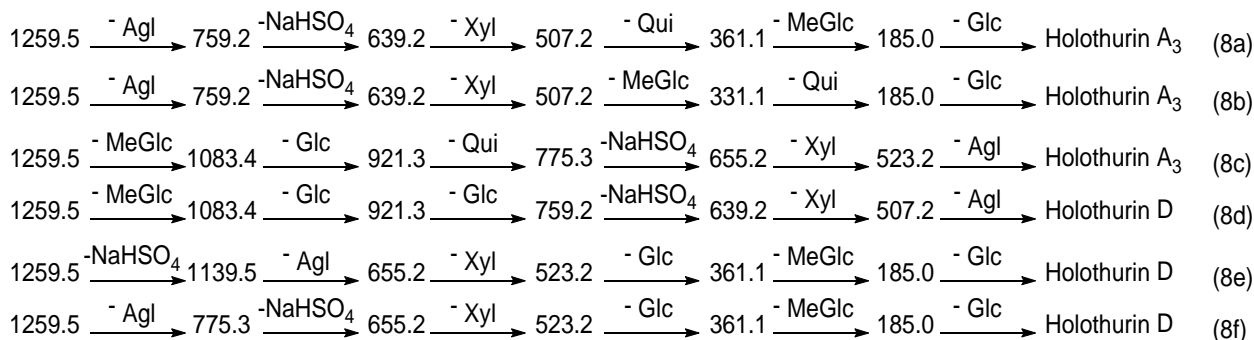 1259.5 - Agl 759.2 -NaHSO₄ 639.2 - Xyl 507.2 - Qui 361.1 - MeGlc 185.0 - Glc Holothurin A₃ (8a)
1259.5 - Agl 759.2 -NaHSO₄ 639.2 - Xyl 507.2 - MeGlc 331.1 - Qui 185.0 - Glc Holothurin A₃ (8b)
1259.5 - MeGlc 1083.4 - Glc 921.3 - Qui 775.3 -NaHSO₄ 655.2 - Xyl 523.2 - Agl Holothurin A₃ (8c)
1259.5 - MeGlc 1083.4 - Glc 921.3 - Glc 759.2 -NaHSO₄ 639.2 - Xyl 507.2 - Agl Holothurin D (8d)
1259.5 -NaHSO₄ 1139.5 - Agl 655.2 - Xyl 523.2 - Glc 361.1 - MeGlc 185.0 - Glc Holothurin D (8e)
1259.5 - Agl 775.3 -NaHSO₄ 655.2 - Xyl 523.2 - Glc 361.1 - MeGlc 185.0 - Glc Holothurin D (8f)